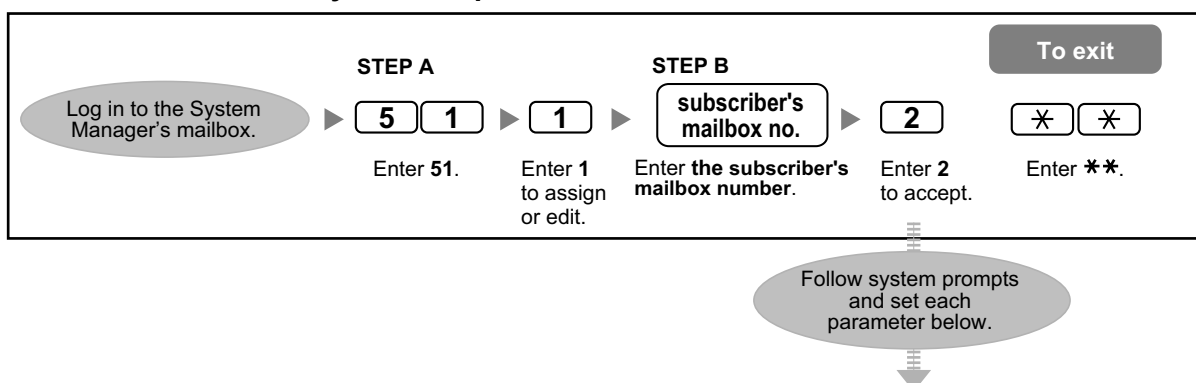 STEP A
STEP B
To exit
Log in to the System
Manager's mailbox.
5 1
1
subscriber's
mailbox no.
2
* *
Enter 51.
Enter 1
to assign
or edit.
Enter the subscriber's
mailbox number.
Enter 2
to accept.
Enter **.
Follow system prompts
and set each
parameter below.